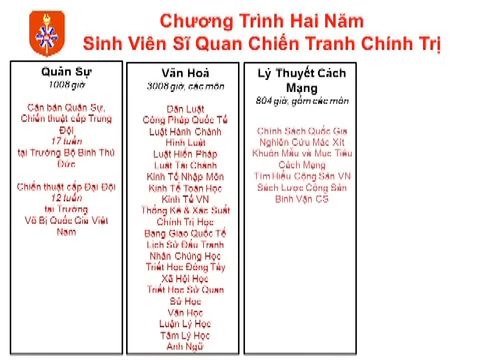 Chương Trình Hai Năm
Sinh Viên Sĩ Quan Chiến Tranh Chính Trị
Quân Sự
1008 giờ
Căn bản Quân Sự,
Chiến thuật cấp Trung
Đội
17 tuần
tại Trường Bộ Binh Thủ
Đức
Chiến thuật cấp Đại Đội
12 tuần
tại Trường
Võ Bị Quốc Gia Việt
Nam
Văn Hoá
3008 giờ, các môn
Dân Luật
Công Pháp Quốc Tế
Luật Hành Chánh
Hình Luật
Luật Hiến Pháp
Luật Tài Chánh
Kinh Tế Nhập Môn
Kinh Tế Toán Học
Kinh Tế VN
Thống Kê & Xác Suất
Chính Trị Học
Bang Giao Quốc Tế
Lịch Sử Đấu Tranh
Nhân Chủng Học
Triết Học Đông Tây
Xã Hội Học
Triết Học Sử Quan
Sử Học
Văn Học
Luận Lý Học
Tâm Lý Học
Anh Ngữ
Lý Thuyết Cách
Mạng
804 giờ, gồm các môn
Chính Sách Quốc Gia
Nghiên Cứu Mác Xít
Khuôn Mẫu và Mục Tiêu
Cách Mạng
Tìm Hiểu Cộng Sản VN
Sách Lược Cộng Sản
Binh Vận CS